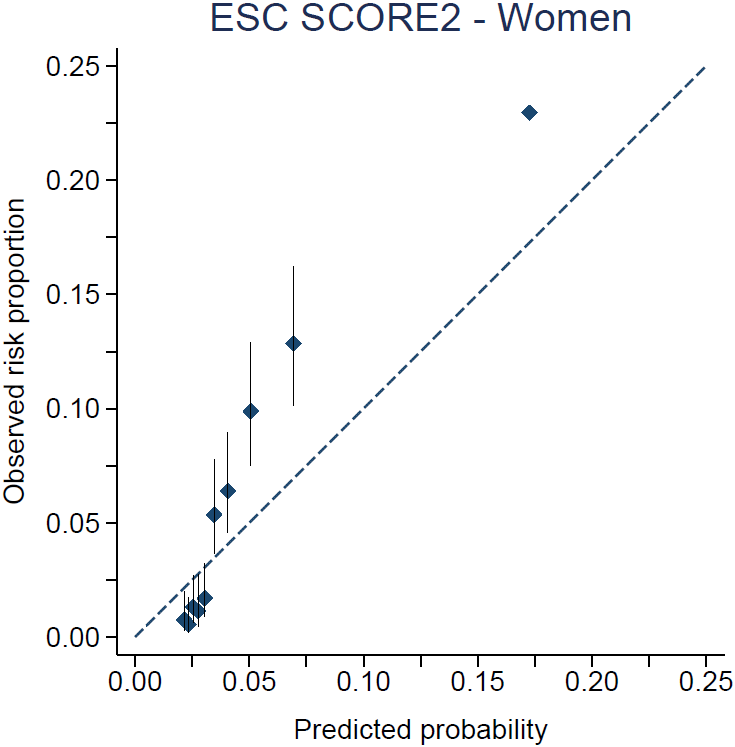 ESC SCORE2 - Women
0.25
0.20
0.15
0.10
0.05
0.00
Observed risk proportion
0.00 0.05 0.10 0.15 0.20 0.25
Predicted probability